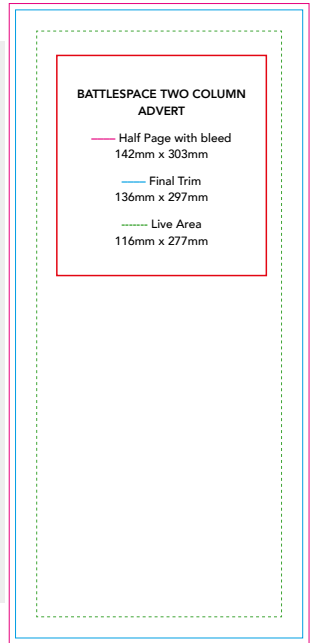 BATTLESPACE TWO COLUMN
ADVERT
—— Half Page with bleed
142mm x 303mm
—— Final Trim
136mm x 297mm
------- Live Area
116mm x 277mm